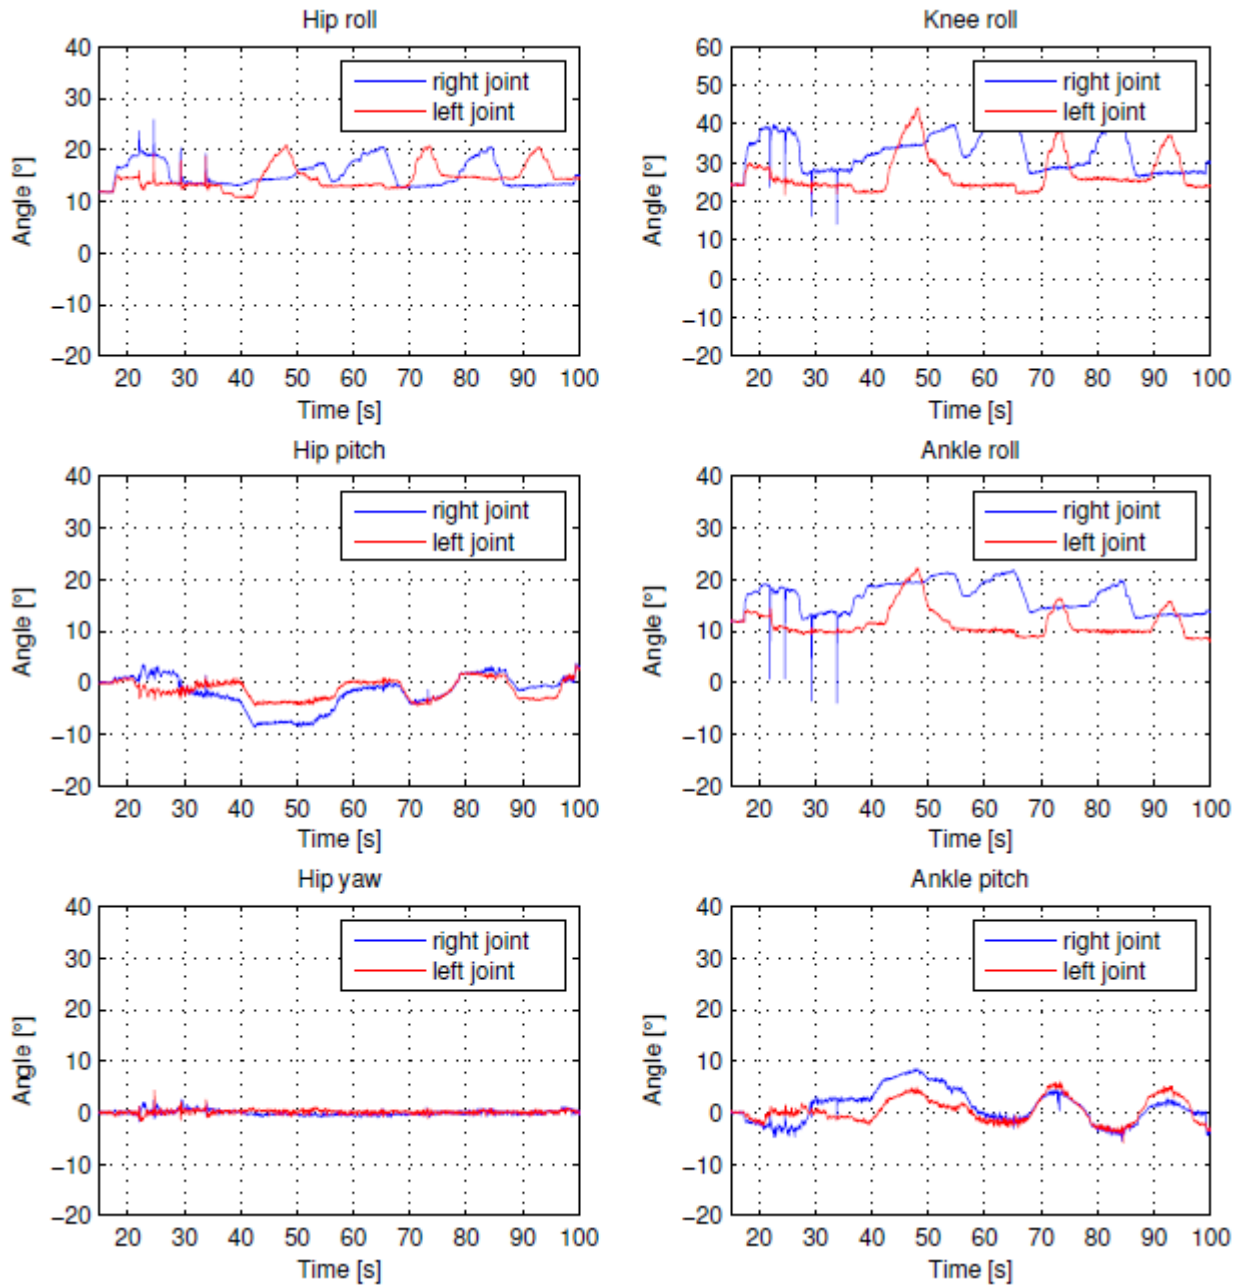 Hip roll
40
30
20
10
0
−10
−20
Angle [°]
right joint
left joint
20 30 40 50 60 70 80 90 100
Time [s]
Knee roll
60
50
40
30
20
10
0
−10
−20
Angle [°]
right joint
left joint
20 30 40 50 60 70 80 90 100
Time [s]
Hip pitch
40
30
20
10
0
−10
−20
Angle [°]
right joint
left joint
20 30 40 50 60 70 80 90 100
Time [s]
Ankle roll
40
30
20
10
0
−10
−20
Angle [°]
right joint
left joint
20 30 40 50 60 70 80 90 100
Time [s]
Hip yaw
40
30
20
10
0
−10
−20
Angle [°]
right joint
left joint
20 30 40 50 60 70 80 90 100
Time [s]
Ankle pitch
40
30
20
10
0
−10
−20
Angle [°]
right joint
left joint
20 30 40 50 60 70 80 90 100
Time [s]